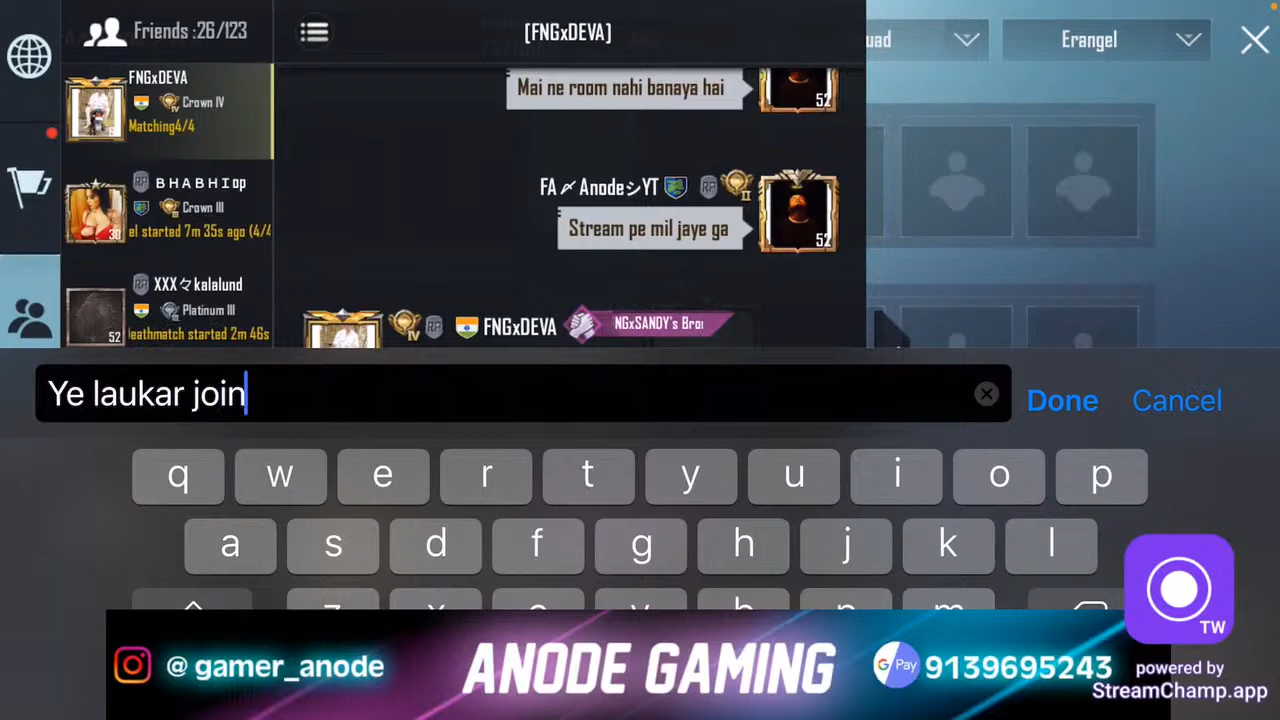 Friends :26/123
[FNGxDEVA]
uad
Erangel
FNGxDEVA
Crown IV
Matching4/4
Mai ne room nahi banaya hai
52
BHABHIop
Crown III
el started 7m 35s ago (4/4
30
FA〆AnodeシYT
Stream pe mil jaye ga
52
XXX々kalalund
Platinum III
Deathmatch started 2m 46s
52
FNGxDEVA
NGxSANDY's Bro
Ye laukar join
Done
Cancel
q w e r t y u i o p
a s d f g h j k l
z x c v b n m
@ gamer_anode
ANODE GAMING
G Pay 9139695243
TW
powered by
StreamChamp.app